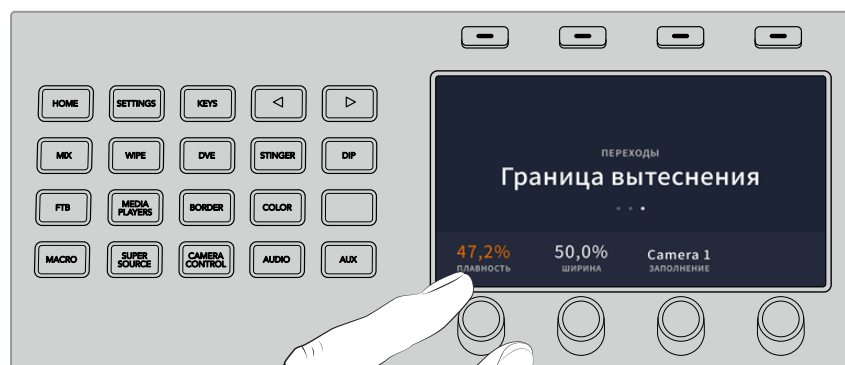 HOME SETTINGS KEYS
MIX WIPE DVE STINGER DIP
FTB MEDIA PLAYERS BORDER COLOR
MACRO SUPER SOURCE CAMERA CONTROL AUDIO AUX
ПЕРЕХОДЫ
Граница вытеснения
47,2% 50,0% Camera 1
ПЛАВНОСТЬ ШИРИНА ЗАПОЛНЕНИЕ